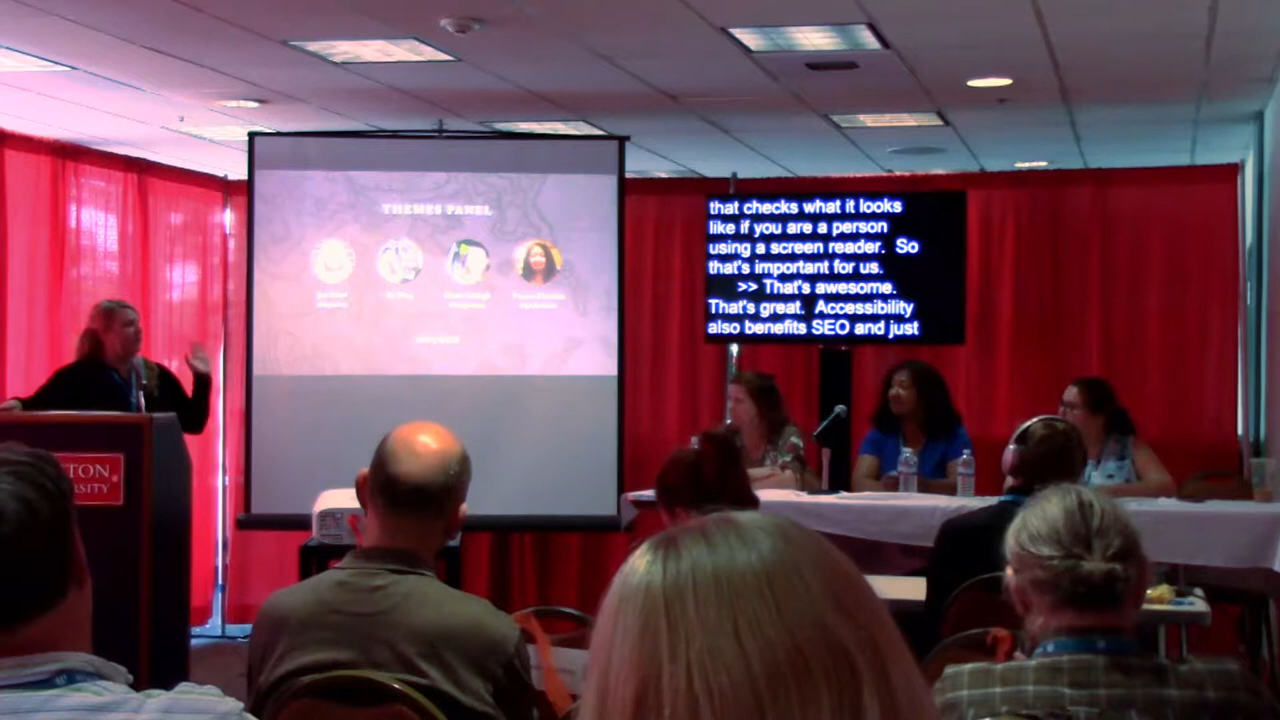 THEMES PANEL
that checks what it looks
like if you are a person
using a screen reader.  So
that's important for us.
>> That's awesome.
That's great.  Accessibility
also benefits SEO and just
TON
RSITY